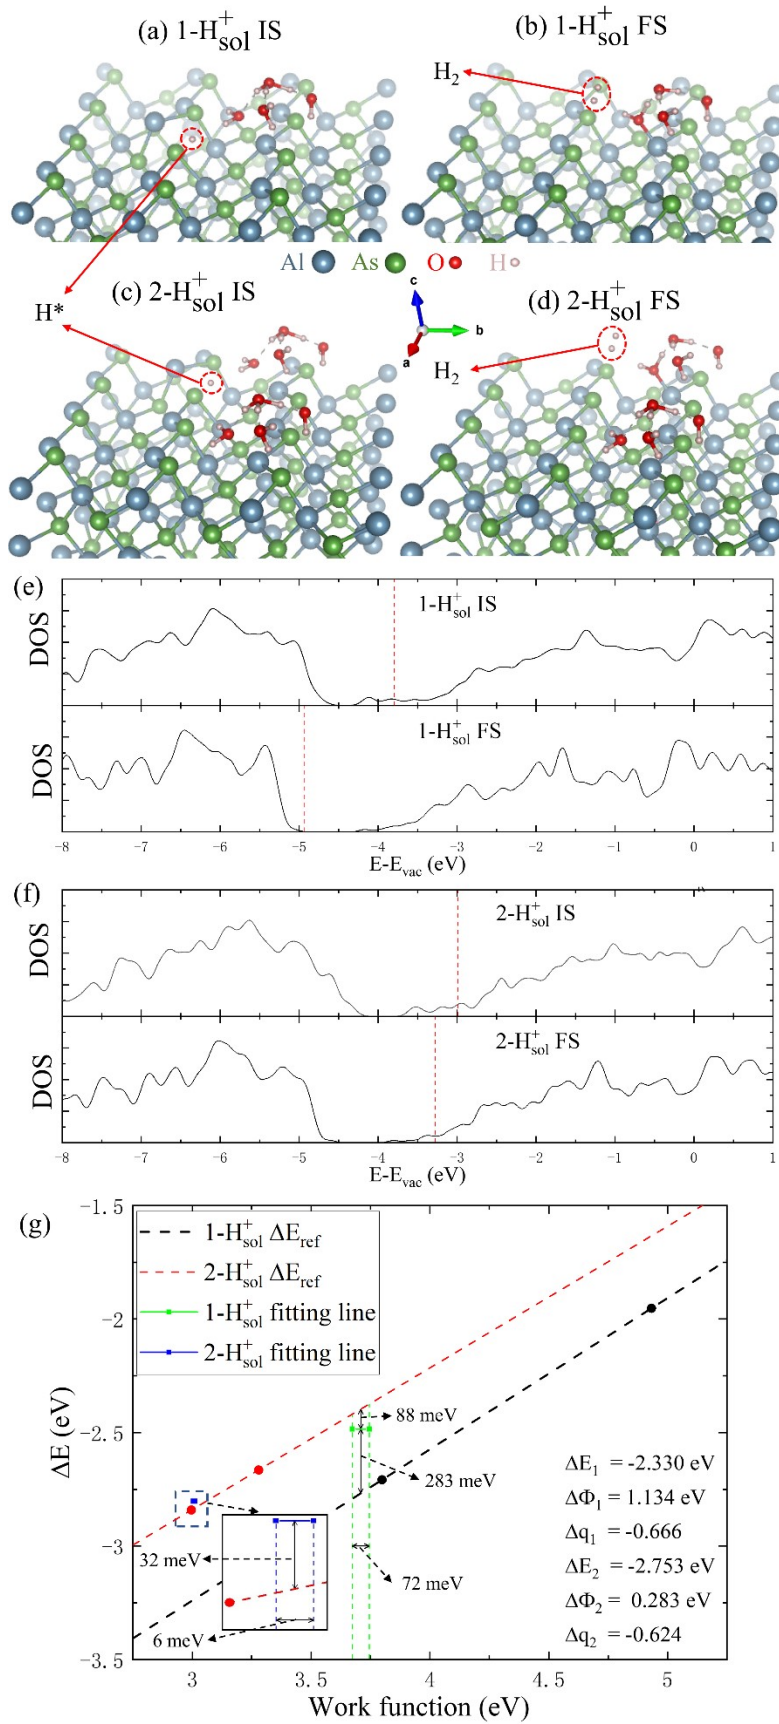 (a) 1-H⁺sol IS
(b) 1-H⁺sol FS
H₂
Al As O H
(c) 2-H⁺sol IS
(d) 2-H⁺sol FS
H*
c
b
a
H₂
(e)
DOS
1-H⁺sol IS
DOS
1-H⁺sol FS
-8 -7 -6 -5 -4 -3 -2 -1 0 1
E-Evac (eV)
(f)
DOS
2-H⁺sol IS
DOS
2-H⁺sol FS
-8 -7 -6 -5 -4 -3 -2 -1 0 1
E-Evac (eV)
(g)
1-H⁺sol ΔEref
2-H⁺sol ΔEref
1-H⁺sol fitting line
2-H⁺sol fitting line
-1.5
-2
-2.5
-3
-3.5
ΔE (eV)
88 meV
283 meV
72 meV
32 meV
6 meV
ΔE₁ = -2.330 eV
ΔΦ₁ = 1.134 eV
Δq₁ = -0.666
ΔE₂ = -2.753 eV
ΔΦ₂ = 0.283 eV
Δq₂ = -0.624
3 3.5 4 4.5 5
Work function (eV)